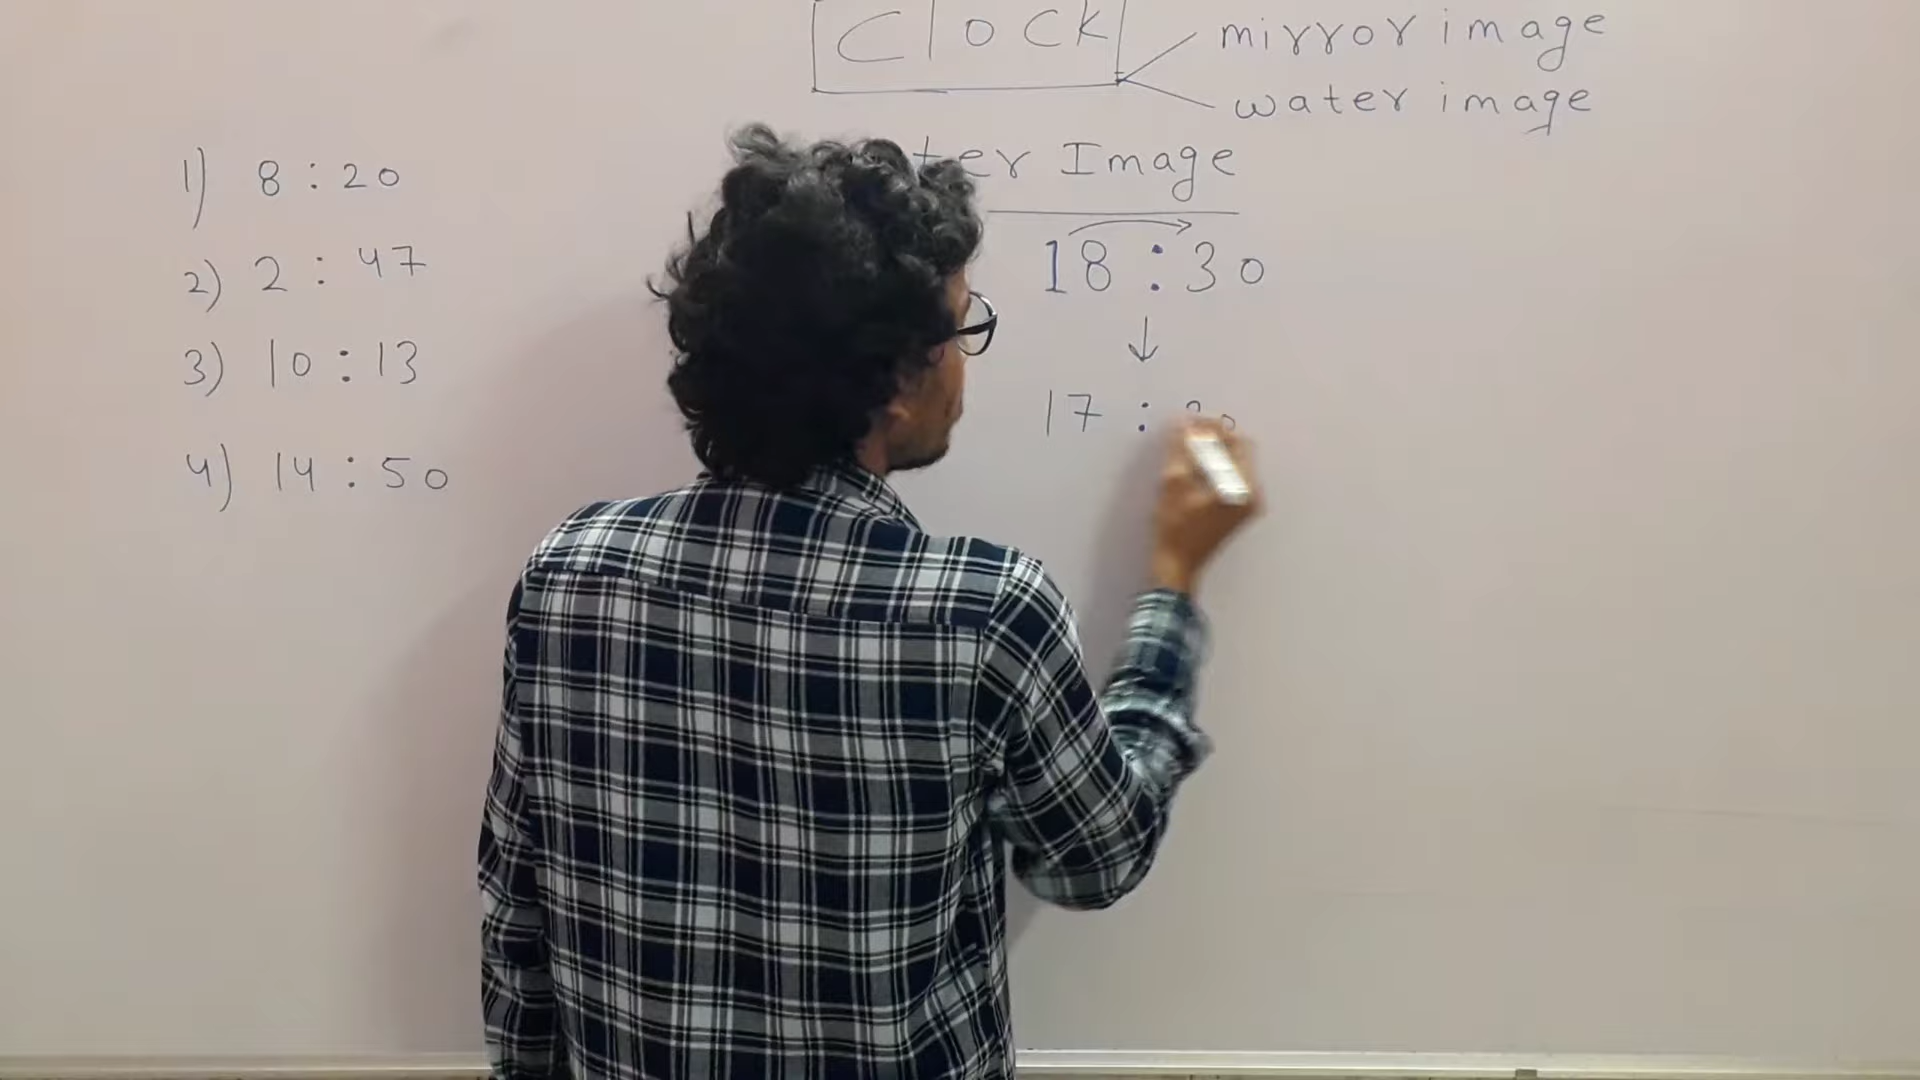 Clock
mirror image
water image
ter Image
1) 8 : 20
2) 2 : 47
3) 10 : 13
4) 14 : 50
18 : 30
17 :